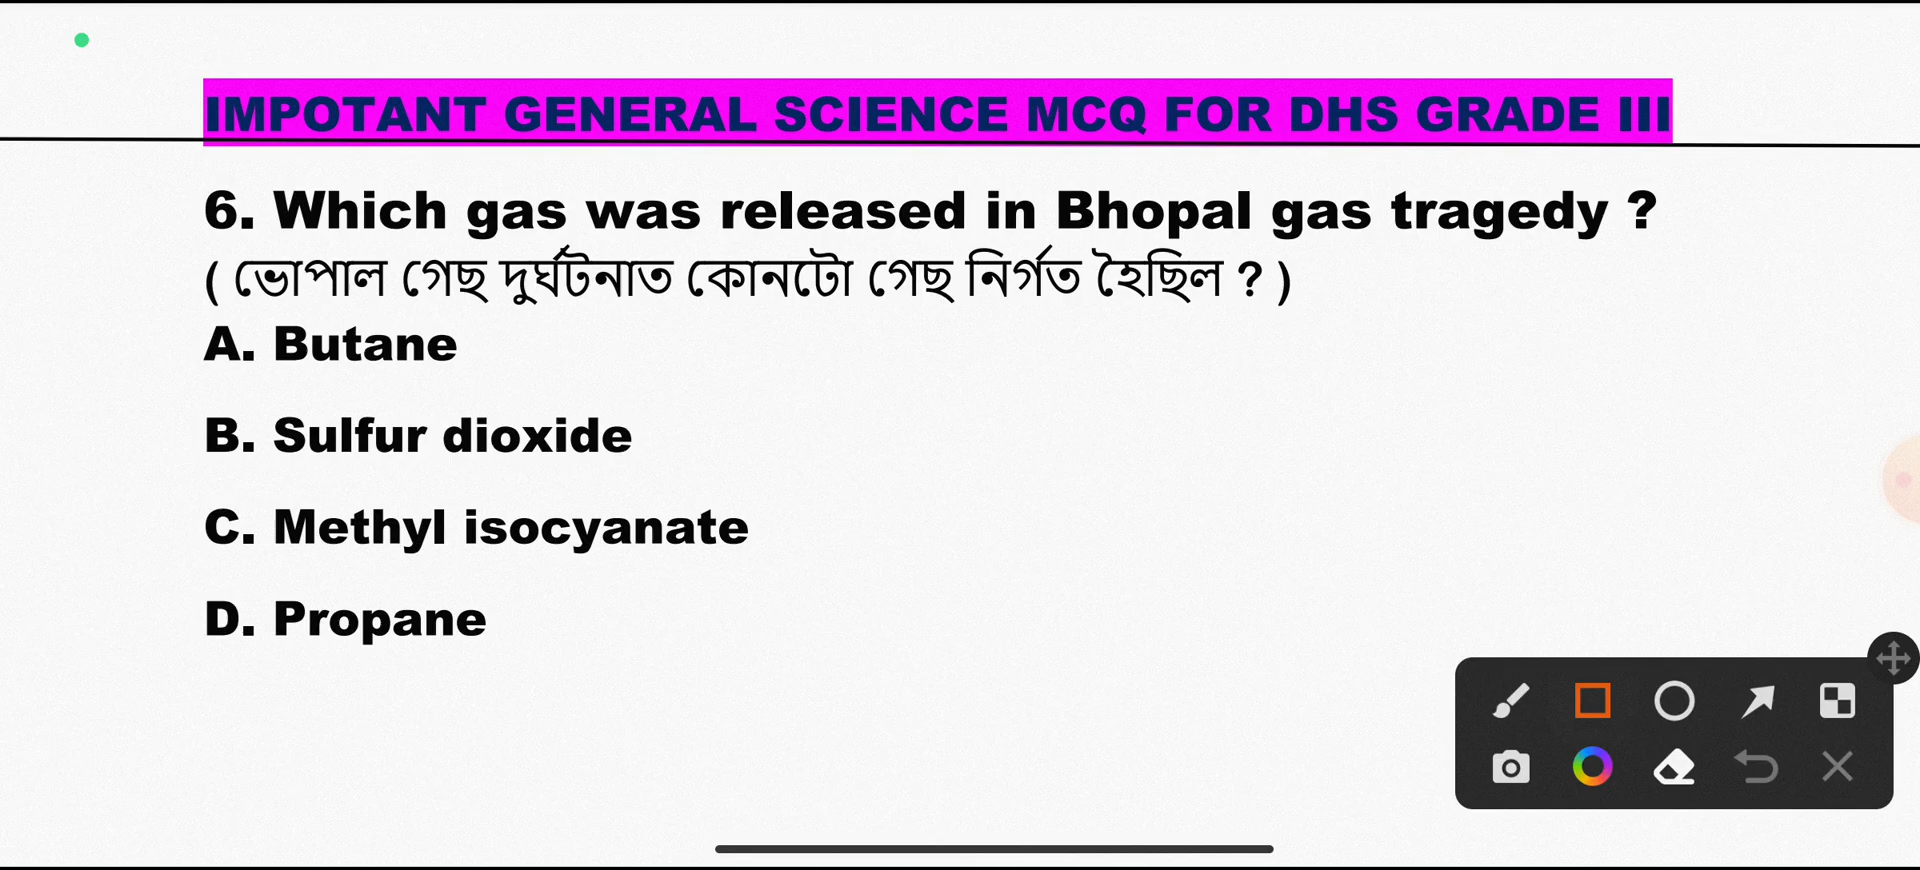 IMPOTANT GENERAL SCIENCE MCQ FOR DHS GRADE III
6. Which gas was released in Bhopal gas tragedy ?
( ভোপাল গেছ দুৰ্ঘটনাত কোনটো গেছ নিৰ্গত হৈছিল ? )
A. Butane
B. Sulfur dioxide
C. Methyl isocyanate
D. Propane